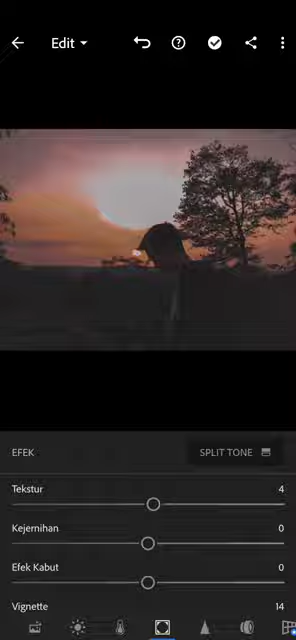 Edit
EFEK
SPLIT TONE
Tekstur 4
Kejernihan 0
Efek Kabut 0
Vignette 14